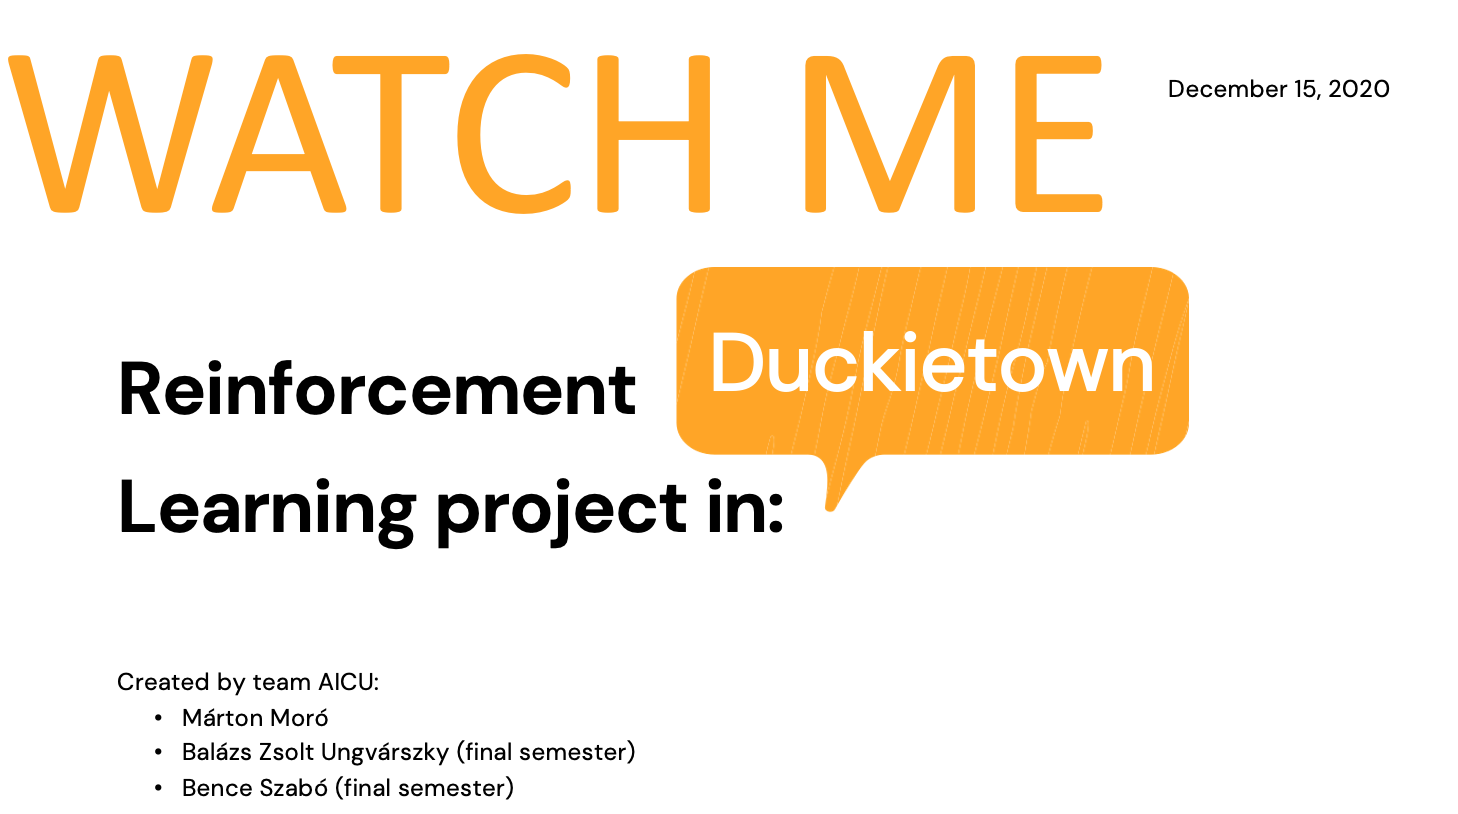 WATCH ME
December 15, 2020
Duckietown
Reinforcement
Learning project in:
Created by team AICU:
• Márton Moró
• Balázs Zsolt Ungvárszky (final semester)
• Bence Szabó (final semester)